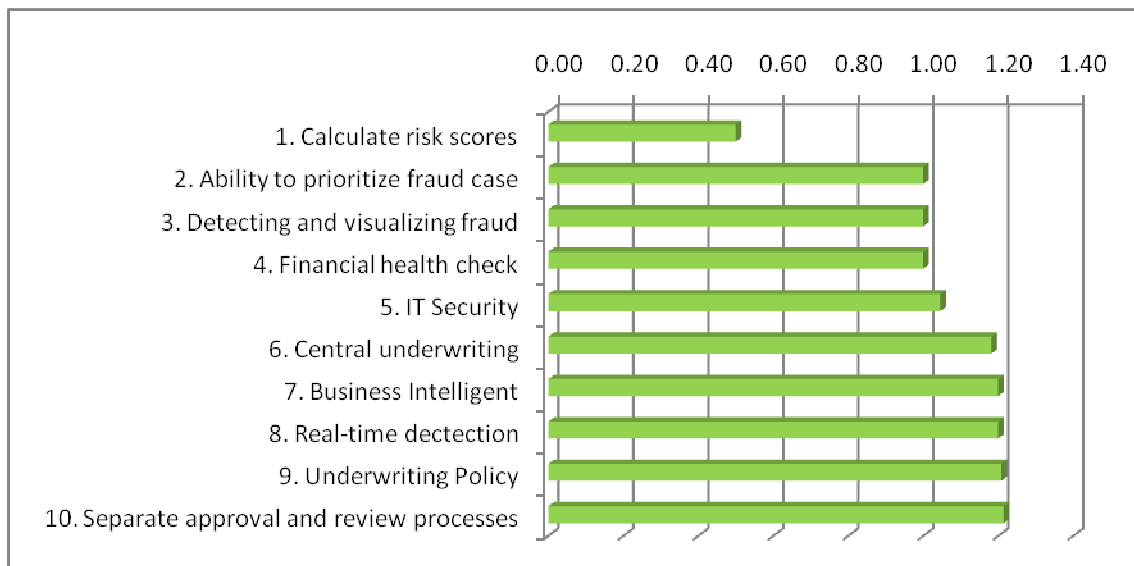 0.00 0.20 0.40 0.60 0.80 1.00 1.20 1.40
1. Calculate risk scores
2. Ability to prioritize fraud case
3. Detecting and visualizing fraud
4. Financial health check
5. IT Security
6. Central underwriting
7. Business Intelligent
8. Real-time dectection
9. Underwriting Policy
10. Separate approval and review processes